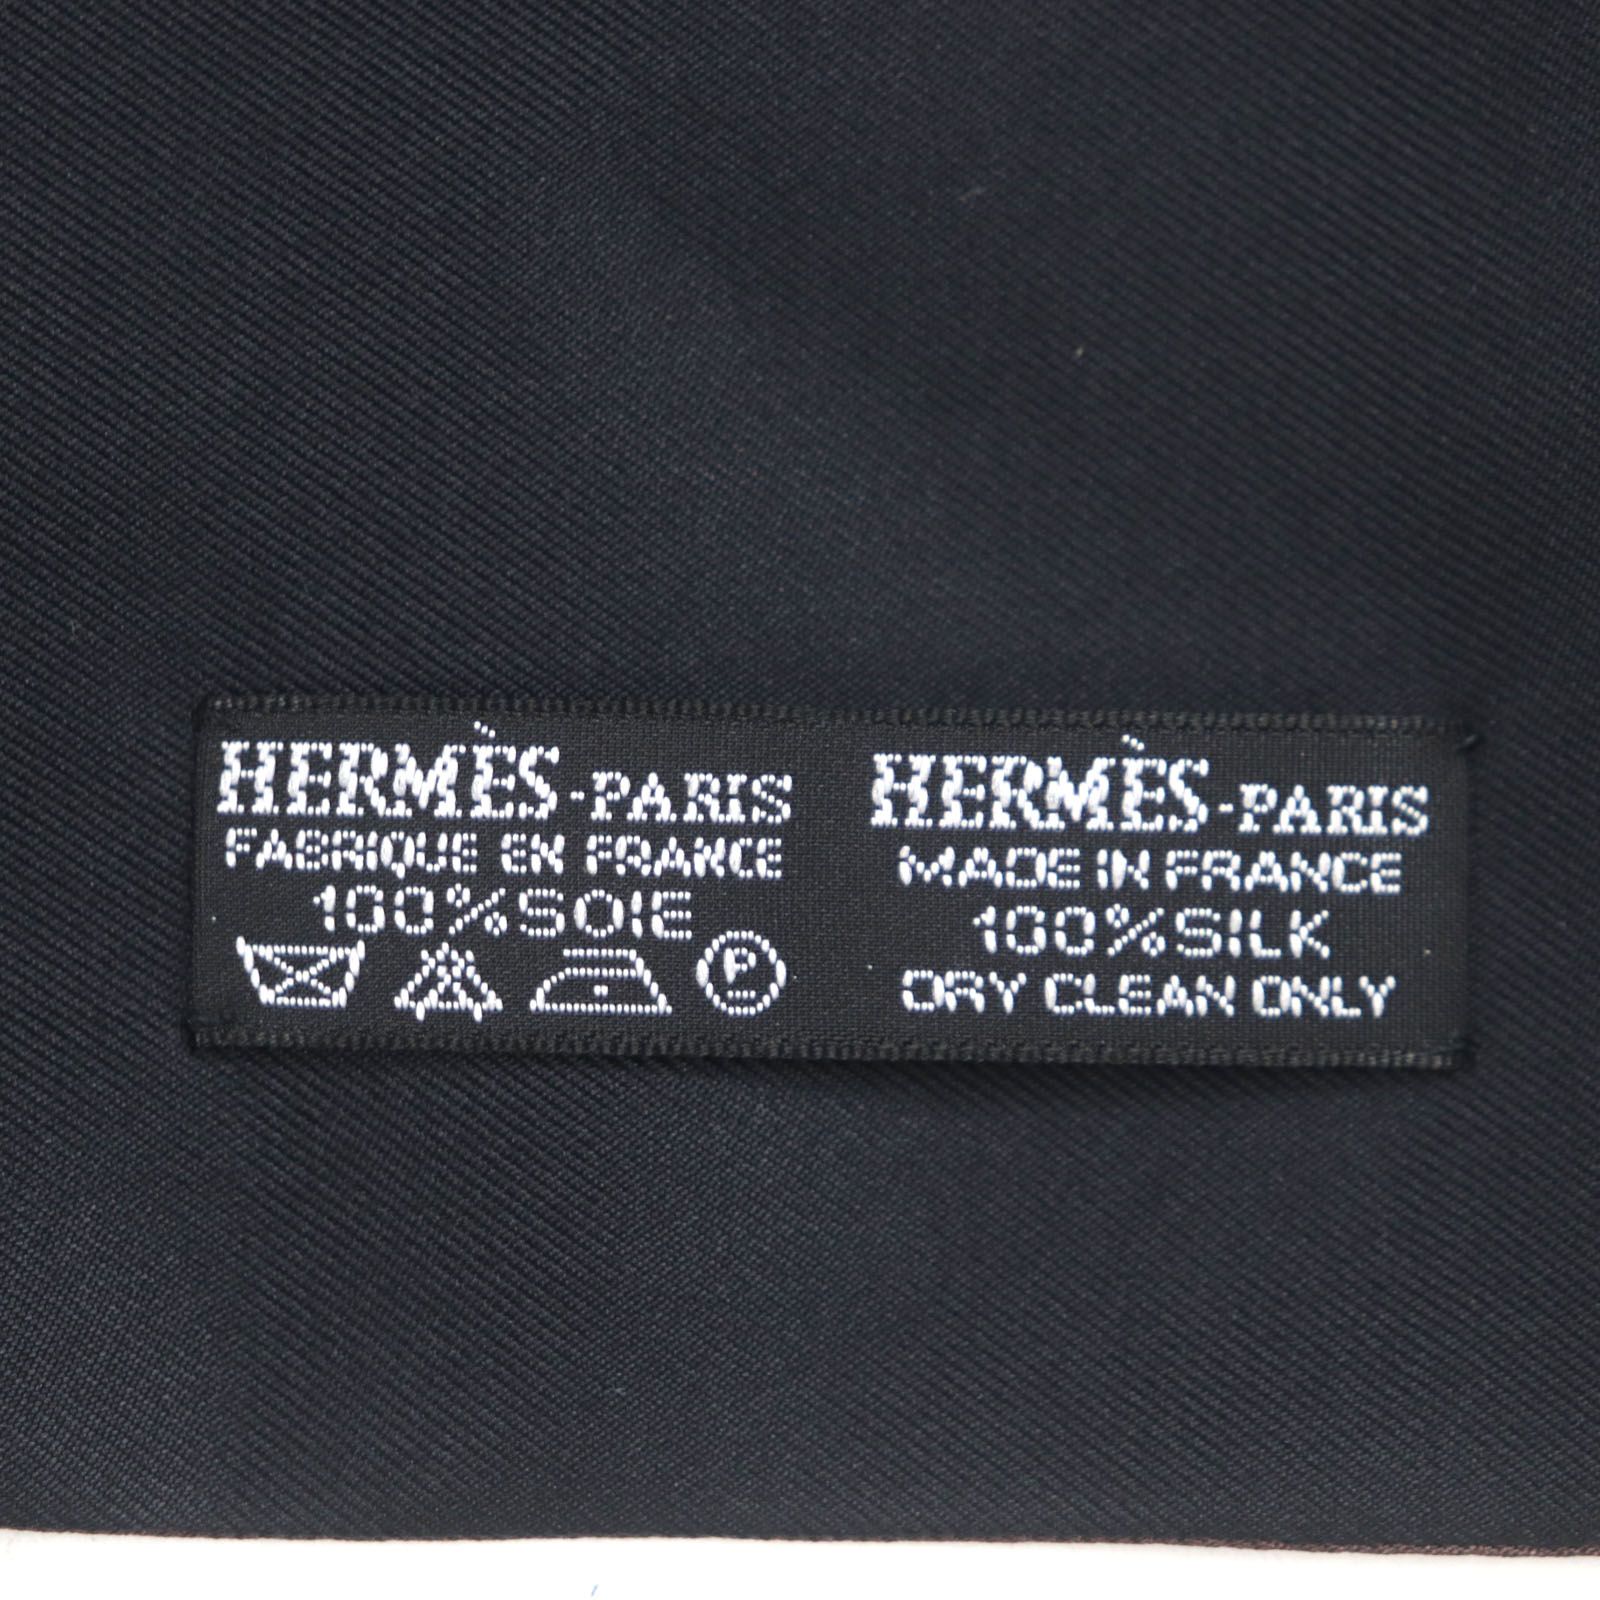 HERMÈS-PARIS
FABRIQUE EN FRANCE
100%SOIE
P
HERMÈS-PARIS
MADE IN FRANCE
100%SILK
DRY CLEAN ONLY